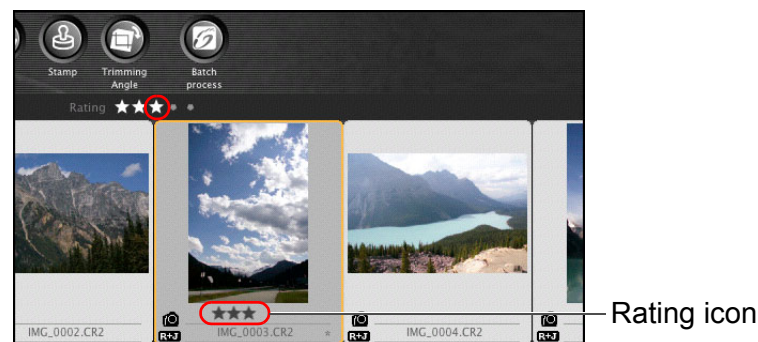 Stamp
Trimming
Angle
Batch
process
Rating
Rating icon
IMG_0002.CR2
IMG_0003.CR2
IMG_0004.CR2
R+J
R+J
R+J